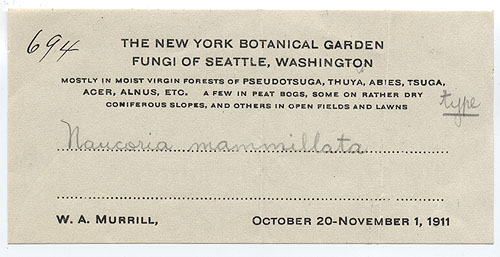 694
THE NEW YORK BOTANICAL GARDEN
FUNGI OF SEATTLE, WASHINGTON
MOSTLY IN MOIST VIRGIN FORESTS OF PSEUDOTSUGA, THUYA, ABIES, TSUGA,
ACER, ALNUS, ETC. A FEW IN PEAT BOGS, SOME ON RATHER DRY
CONIFEROUS SLOPES, AND OTHERS IN OPEN FIELDS AND LAWNS
type
Naucoria mammillata
W. A. MURRILL, OCTOBER 20-NOVEMBER 1, 1911